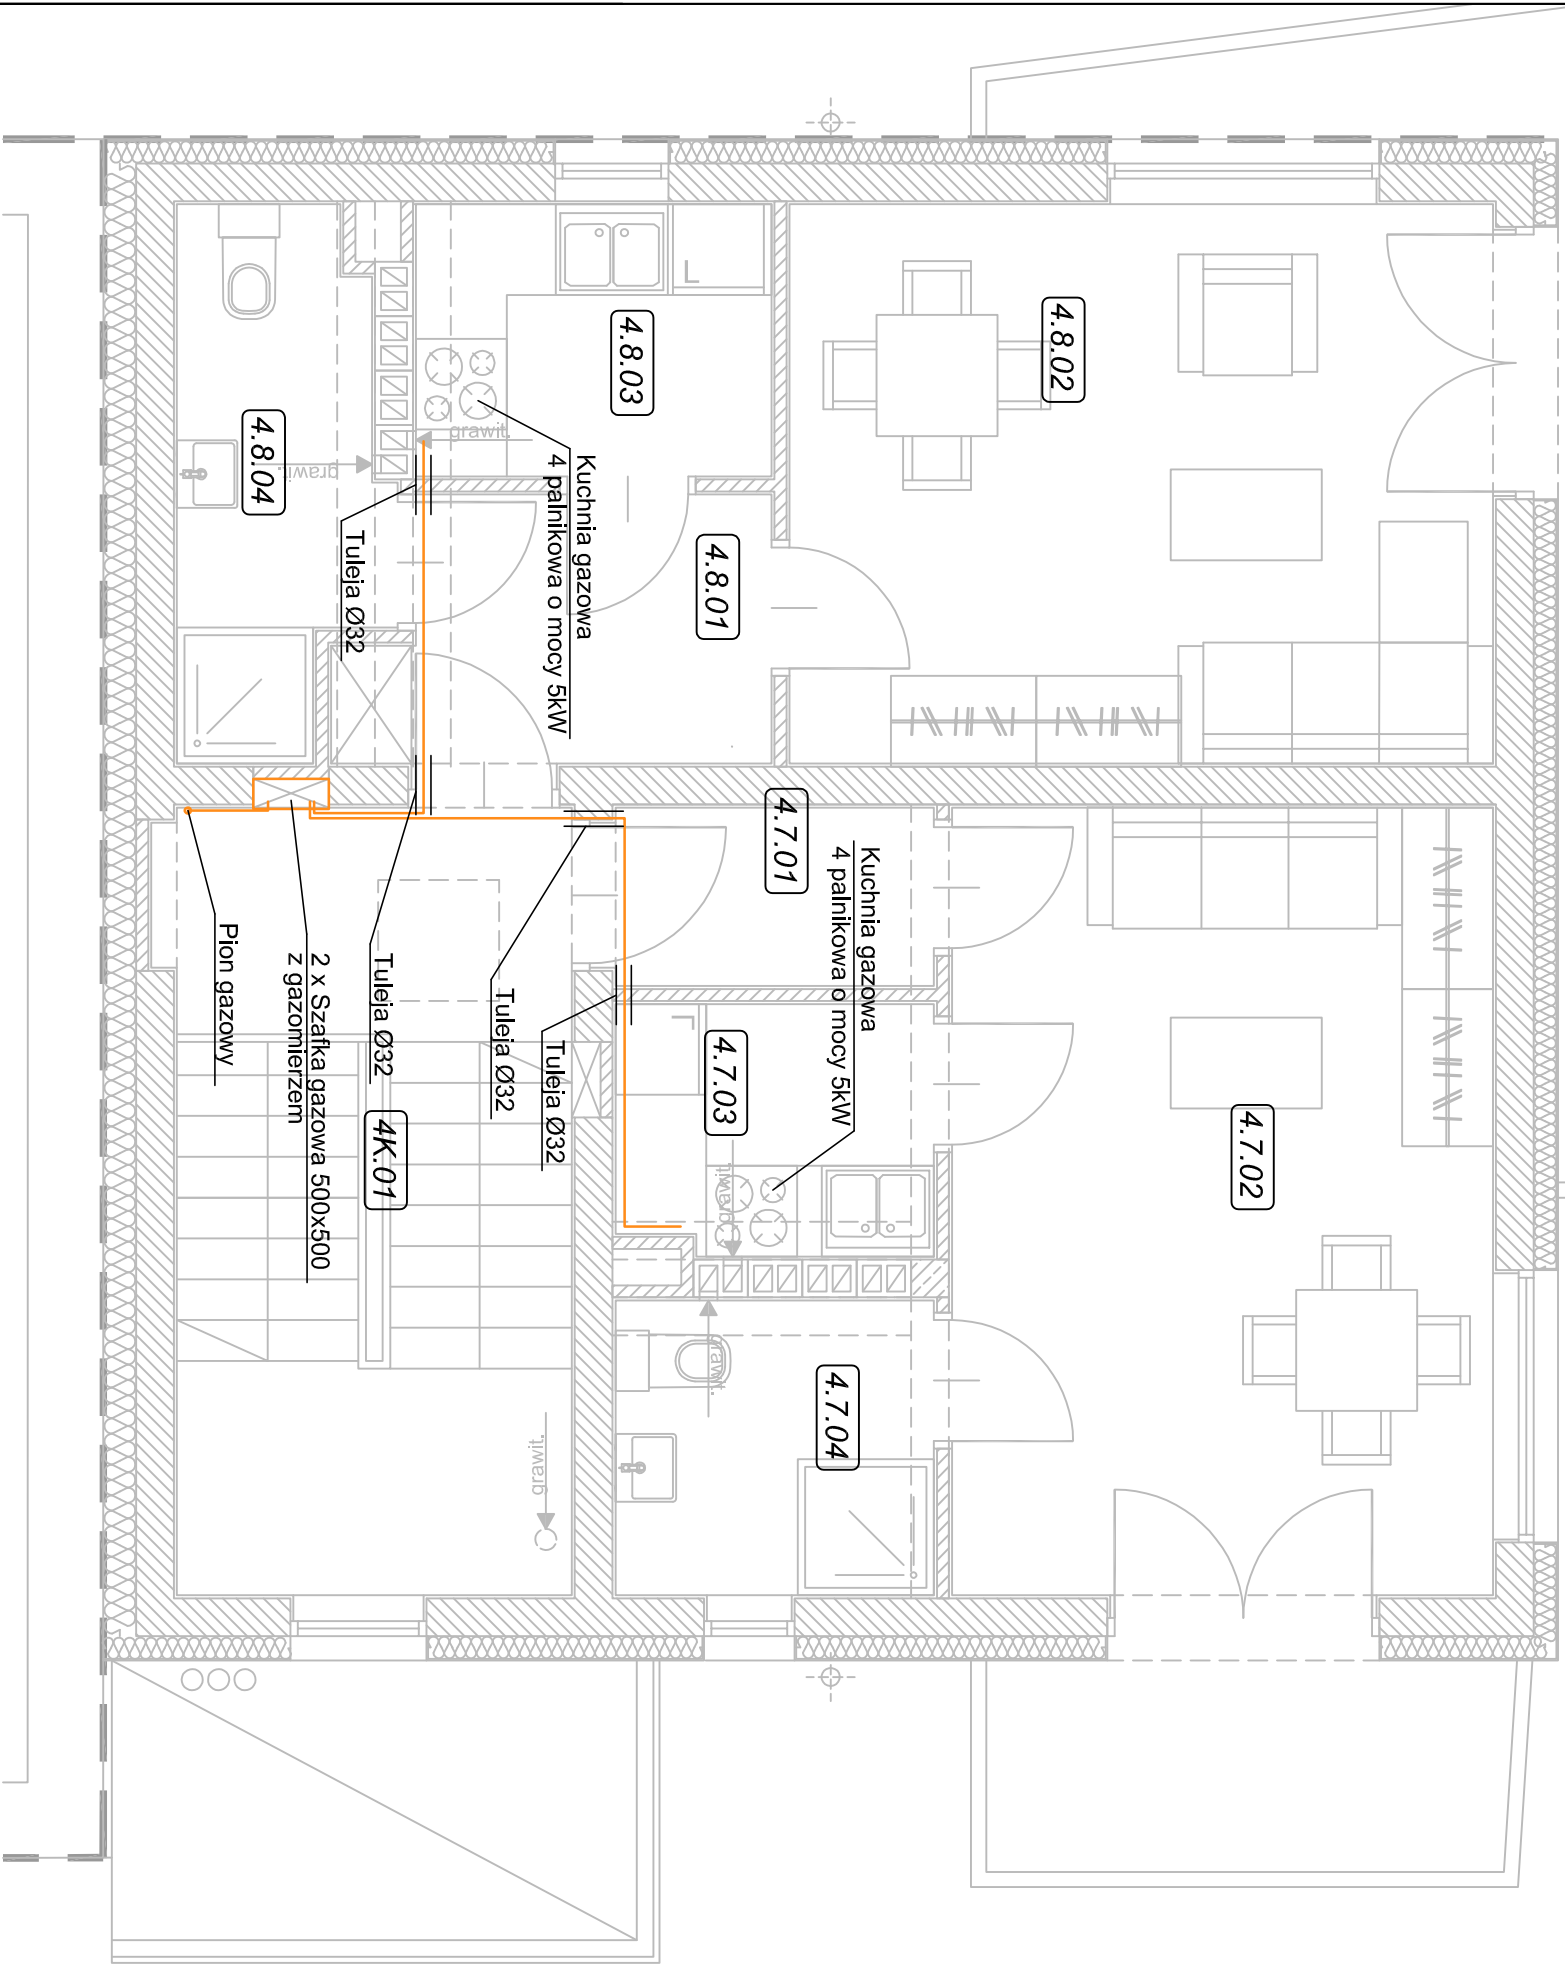 4.8.02
4.8.03
4.8.04
4.8.01
grawit.
grawit.
Kuchnia gazowa
4 palnikowa o mocy 5kW
Tuleja Ø32
4.7.01
Kuchnia gazowa
4 palnikowa o mocy 5kW
4.7.03
4.7.02
4.7.04
Tuleja Ø32
Tuleja Ø32
Tuleja Ø32
2 x Szafka gazowa 500x500
z gazomierzem
Pion gazowy
4K.01
grawit.
grawit.
grawit.
L
L